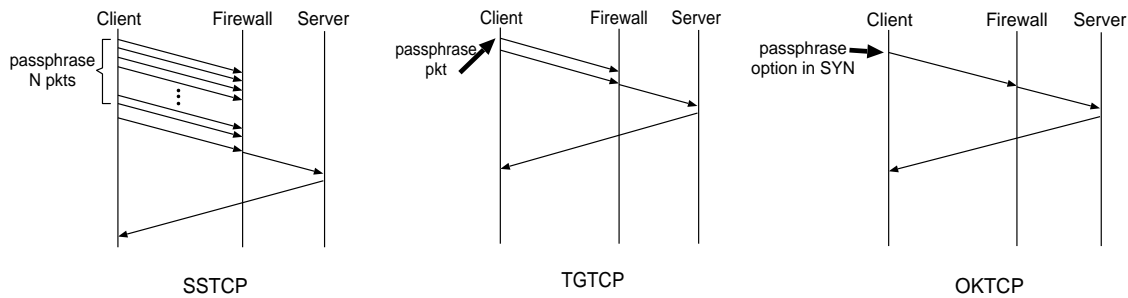 Client Firewall Server
passphrase
N pkts
SSTCP
Client Firewall Server
passphrase
pkt
TGTCP
Client Firewall Server
passphrase
option in SYN
OKTCP